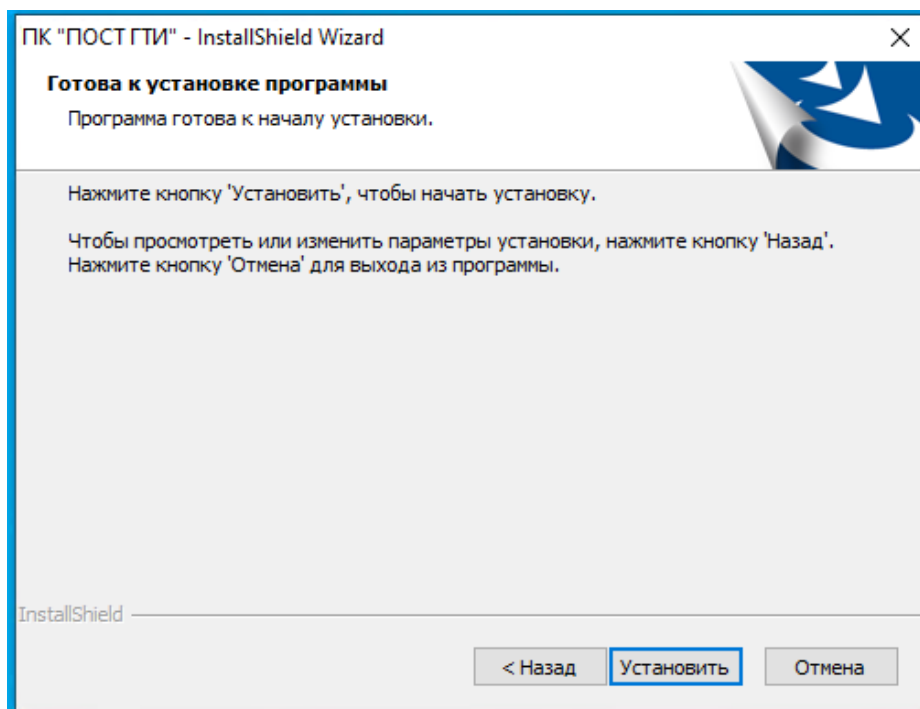 ПК "ПОСТ ГТИ" - InstallShield Wizard
Готова к установке программы
Программа готова к началу установки.
Нажмите кнопку 'Установить', чтобы начать установку.
Чтобы просмотреть или изменить параметры установки, нажмите кнопку 'Назад'.
Нажмите кнопку 'Отмена' для выхода из программы.
InstallShield
< Назад Установить Отмена